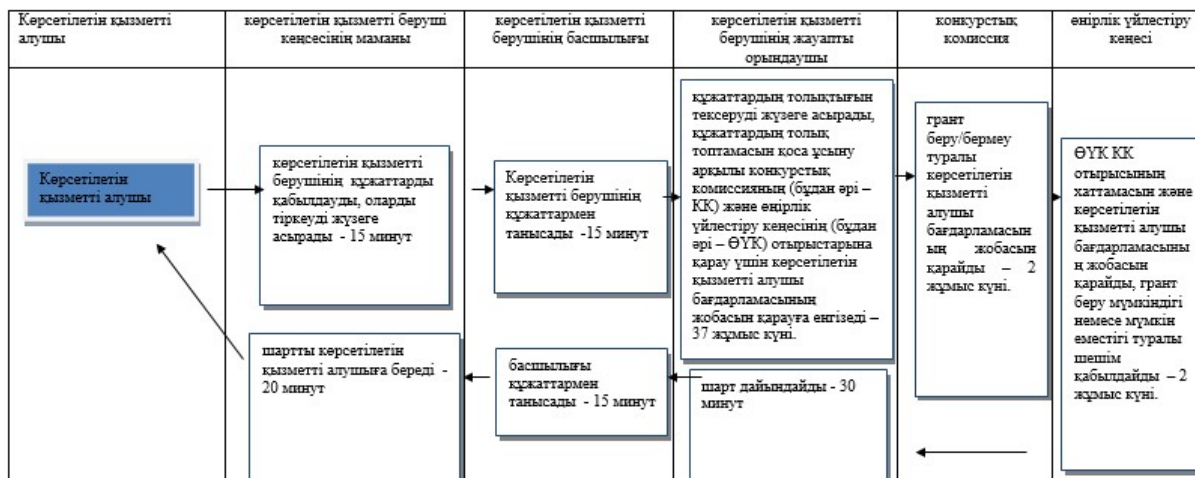 Көрсетілетін қызметті
алушы
көрсетілетін қызметті беруші
кеңсесінің маманы
көрсетілетін қызметті
берушінің басшылығы
көрсетілетін қызметті
берушінің жауапты
орындаушы
конкурстық
комиссия
өңірлік үйлестіру
кеңесі
Көрсетілетін
қызметті алушы
көрсетілетін қызметті
берушінің құжаттарды
қабылдауды, оларды
тіркеуді жүзеге
асырады - 15 минут
Көрсетілетін
қызметті берушінің
құжаттармен
танысады -15 минут
құжаттардың толықтығын
тексеруді жүзеге асырады,
құжаттардың толық
топтамасын қоса ұсыну
арқылы конкурстық
комиссияның (бұдан әрі –
КК) және өңірлік
үйлестіру кеңесінің (бұдан
әрі – ӨҮК) отырыстарына
қарау үшін көрсетілетін
қызметті алушы
бағдарламасының
жобасын қарауға енгізеді –
37 жұмыс күні.
грант
беру/бермеу
туралы
көрсетілетін
қызметті
алушы
бағдарламасын
ың жобасын
қарайды – 2
жұмыс күні.
ӨҮК КК
отырысының
хаттамасын және
көрсетілетін
қызметті алушы
бағдарламасыны
ң жобасын
қарайды, грант
беру мүмкіндігі
немесе мүмкін
еместігі туралы
шешім
қабылдайды – 2
жұмыс күні.
шартты көрсетілетін
қызметті алушыға береді -
20 минут
басшылығы
құжаттармен
танысады - 15 минут
шарт дайындайды - 30
минут